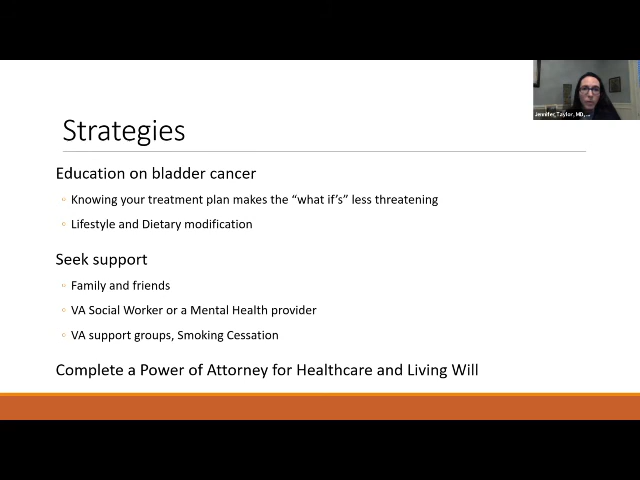 Jennifer, Taylor, MD, ...
Strategies
Education on bladder cancer
◦ Knowing your treatment plan makes the “what if’s” less threatening
◦ Lifestyle and Dietary modification
Seek support
◦ Family and friends
◦ VA Social Worker or a Mental Health provider
◦ VA support groups, Smoking Cessation
Complete a Power of Attorney for Healthcare and Living Will